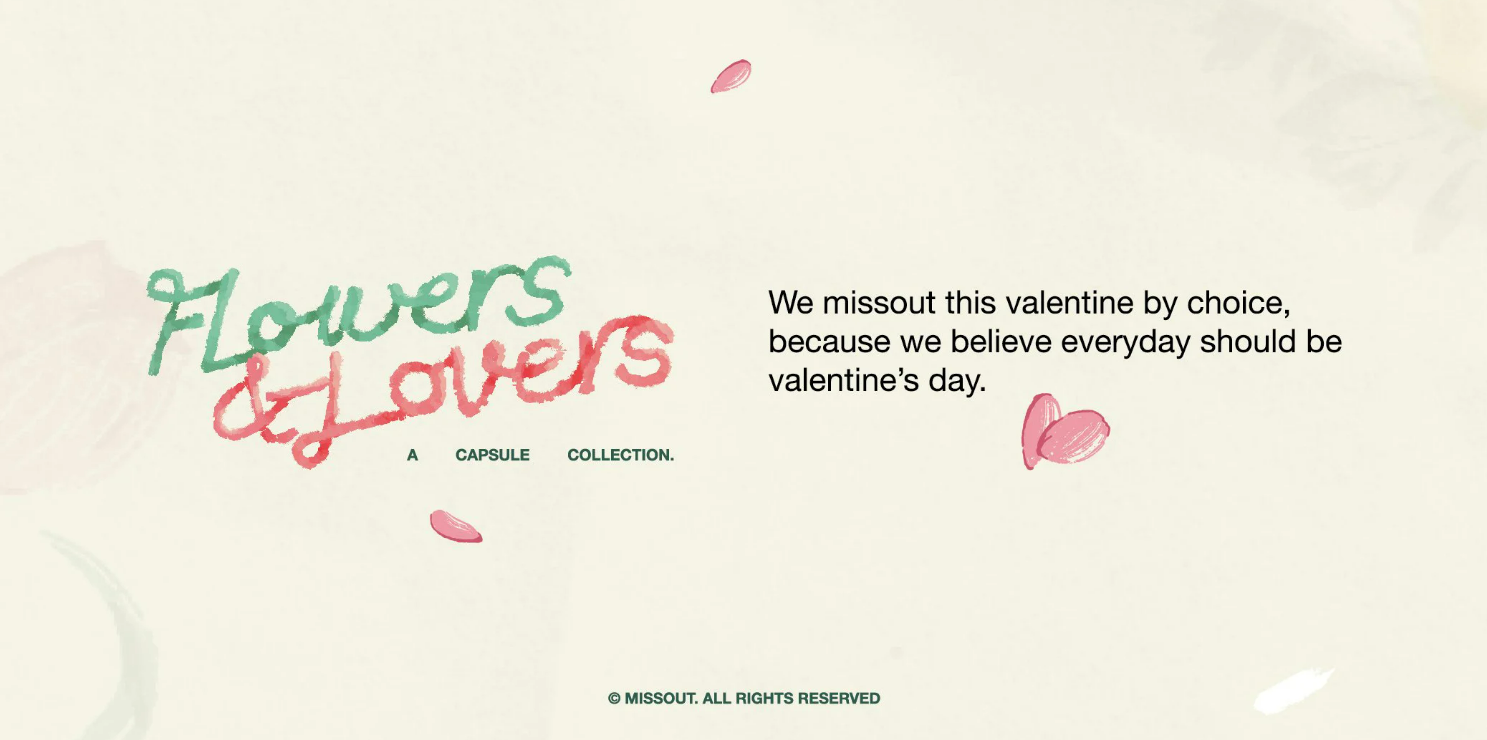 Flowers
& Lovers
A CAPSULE COLLECTION.
We missout this valentine by choice,
because we believe everyday should be
valentine’s day.
© MISSOUT. ALL RIGHTS RESERVED